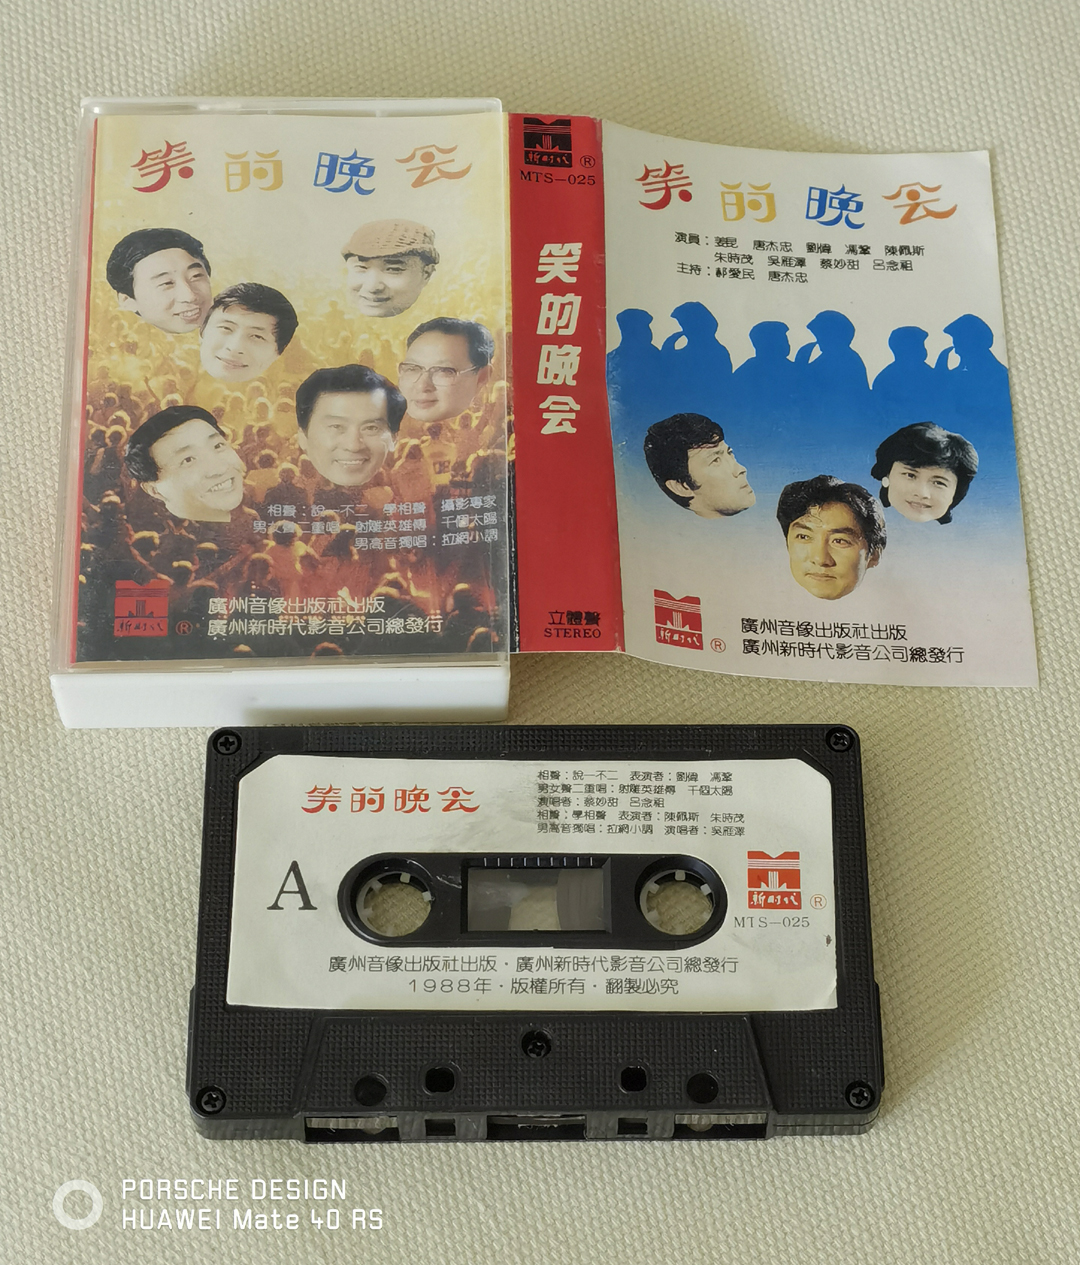 笑的晚会
相聲：說一不二 學相聲 攝影專家
男女聲二重唱：射雕英雄傳 千個太陽
男高音獨唱：拉網小調
新时代 ®
廣州音像出版社出版
廣州新時代影音公司總發行
新时代 ®
MTS-025
笑的晚会
立體聲
STEREO
笑的晚会
演員：姜昆 唐杰忠 劉偉 馮鞏 陳佩斯
朱時茂 吳雁澤 蔡妙甜 呂念祖
主持：郝愛民 唐杰忠
新时代 ®
廣州音像出版社出版
廣州新時代影音公司總發行
笑的晚会
相聲：說一不二 表演者：劉偉 馮鞏
男女聲二重唱：射雕英雄傳 千個太陽
演唱者：蔡妙甜 呂念祖
相聲：學相聲 表演者：陳佩斯 朱時茂
男高音獨唱：拉網小調 演唱者：吳雁澤
A
新时代 ®
MTS-025
廣州音像出版社出版·廣州新時代影音公司總發行
1988年·版權所有·翻製必究
PORSCHE DESIGN
HUAWEI Mate 40 RS